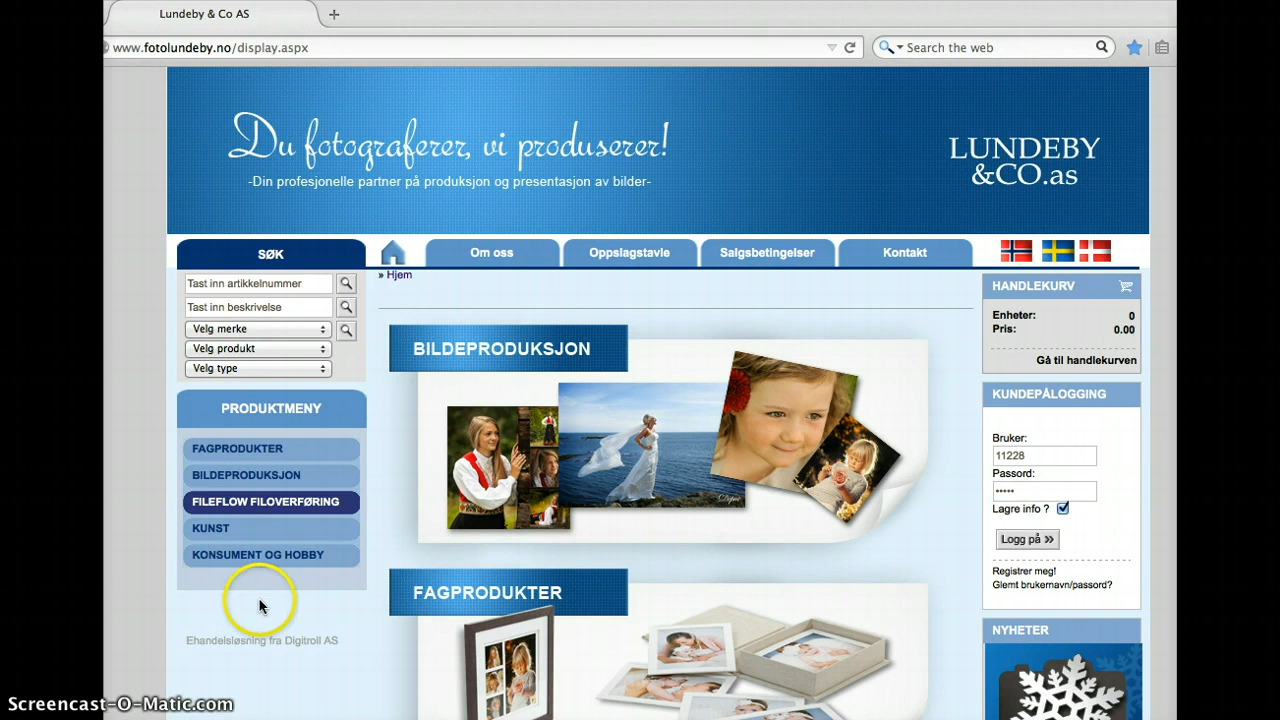 Lundeby & Co AS
www.fotolundeby.no/display.aspx
Search the web
Du fotograferer, vi produserer!
-Din profesjonelle partner på produksjon og presentasjon av bilder-
LUNDEBY
&CO.as
SØK
Om oss
Oppslagstavle
Salgsbetingelser
Kontakt
» Hjem
Tast inn artikkelnummer
Tast inn beskrivelse
Velg merke
Velg produkt
Velg type
PRODUKTMENY
FAGPRODUKTER
BILDEPRODUKSJON
FILEFLOW FILOVERFØRING
KUNST
KONSUMENT OG HOBBY
Ehandelsløsning fra Digitroll AS
BILDEPRODUKSJON
FAGPRODUKTER
HANDLEKURV
Enheter: 0
Pris: 0.00
Gå til handlekurven
KUNDEPÅLOGGING
Bruker:
11228
Passord:
•••••
Lagre info ?
Logg på »
Registrer meg!
Glemt brukernavn/passord?
NYHETER
Screencast-O-Matic.com